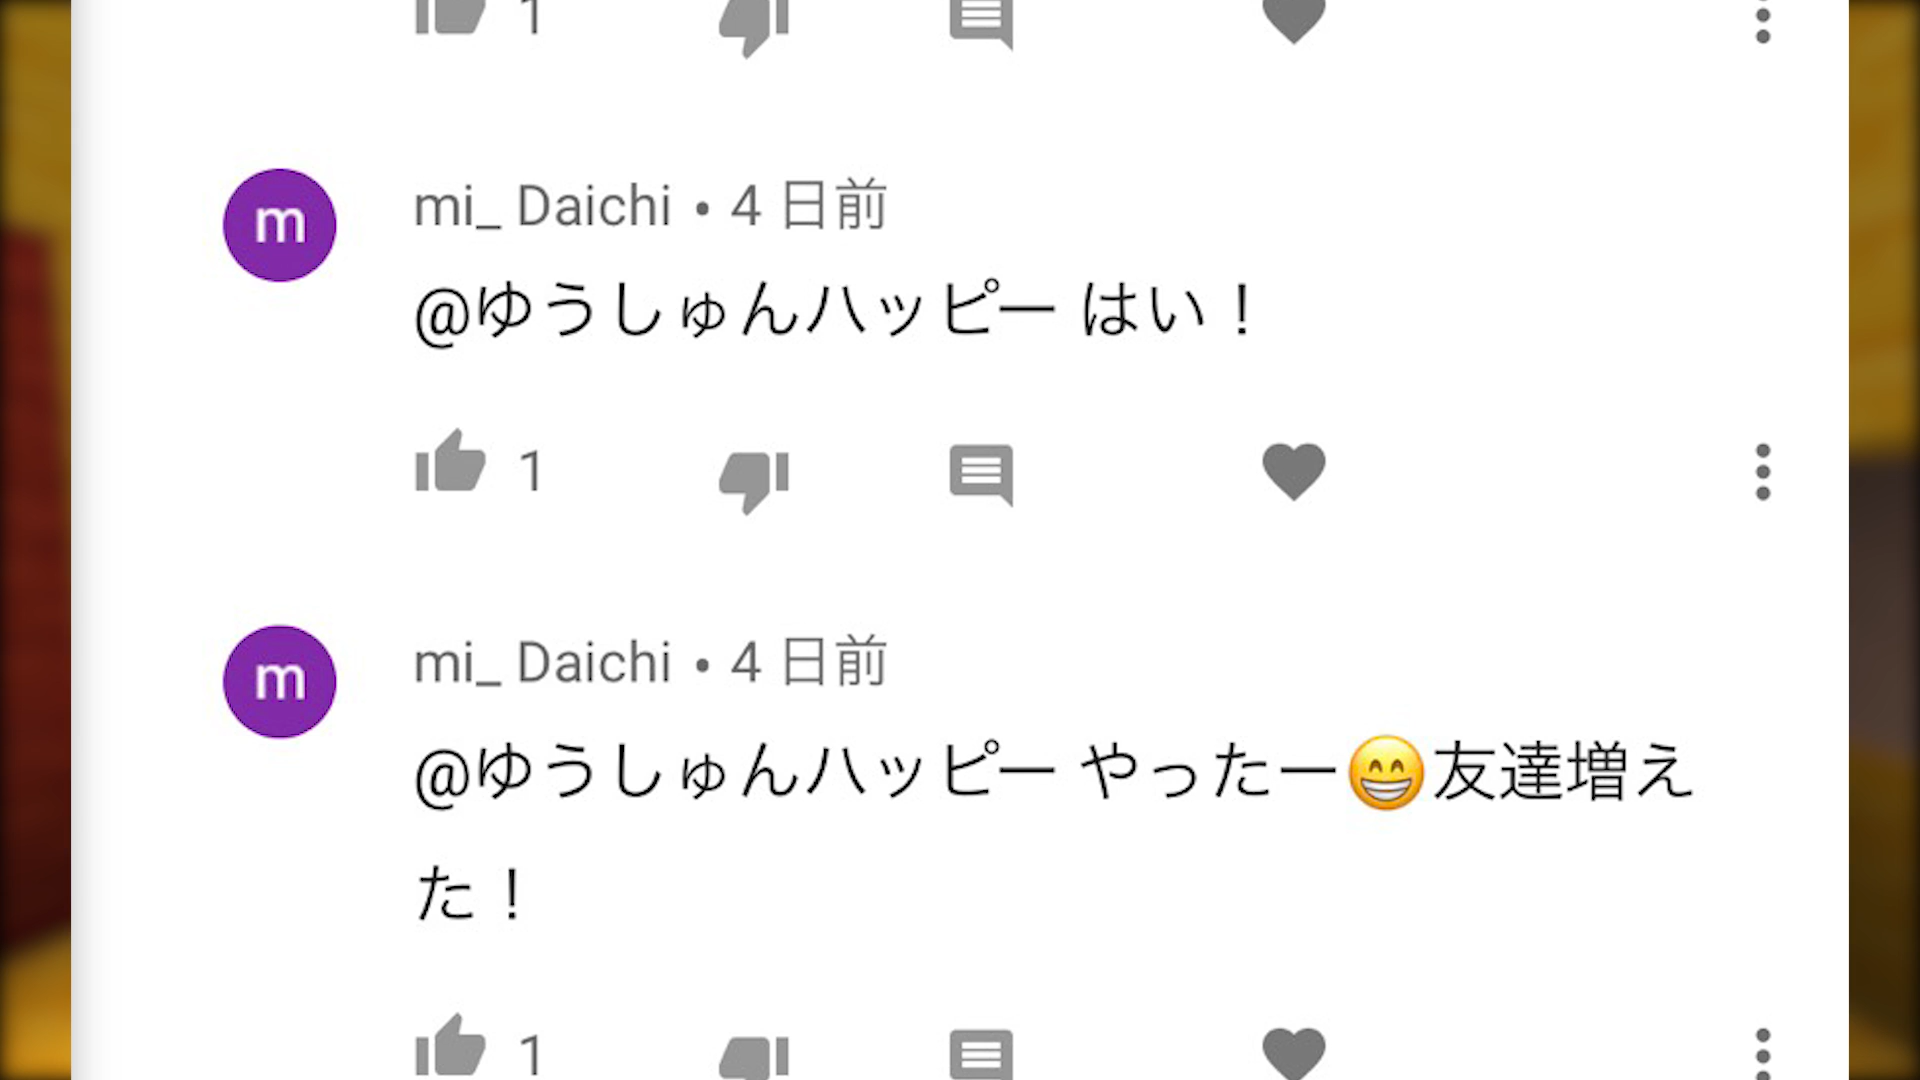 1
m
mi_ Daichi • 4 日前
@ゆうしゅんハッピー はい！
1
m
mi_ Daichi • 4 日前
@ゆうしゅんハッピー やったー😁友達増え
た！
1